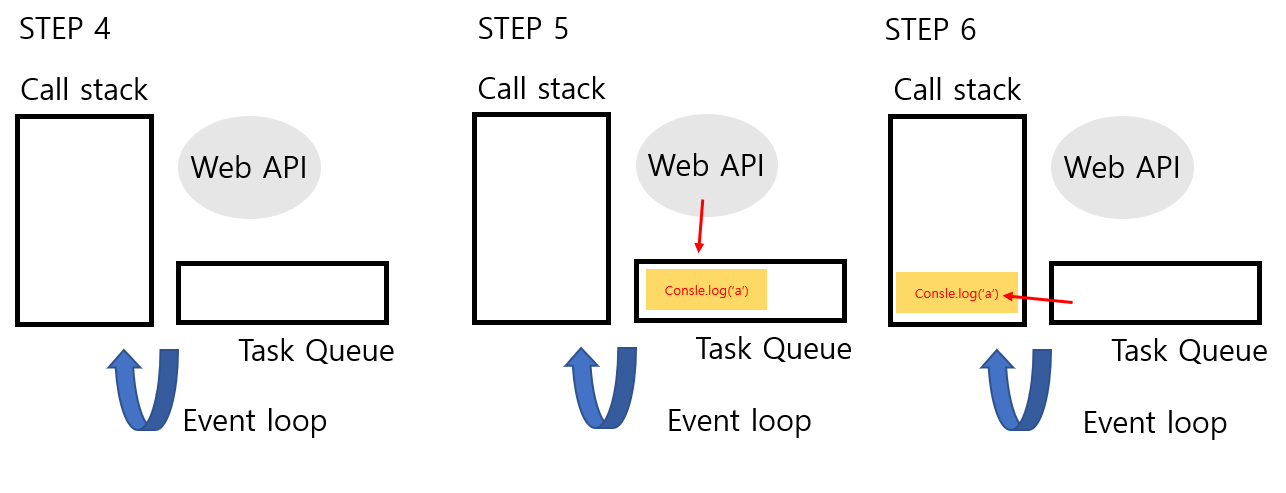 STEP 4
Call stack
Web API
Task Queue
Event loop
STEP 5
Call stack
Web API
Consle.log('a')
Task Queue
Event loop
STEP 6
Call stack
Web API
Consle.log('a')
Task Queue
Event loop